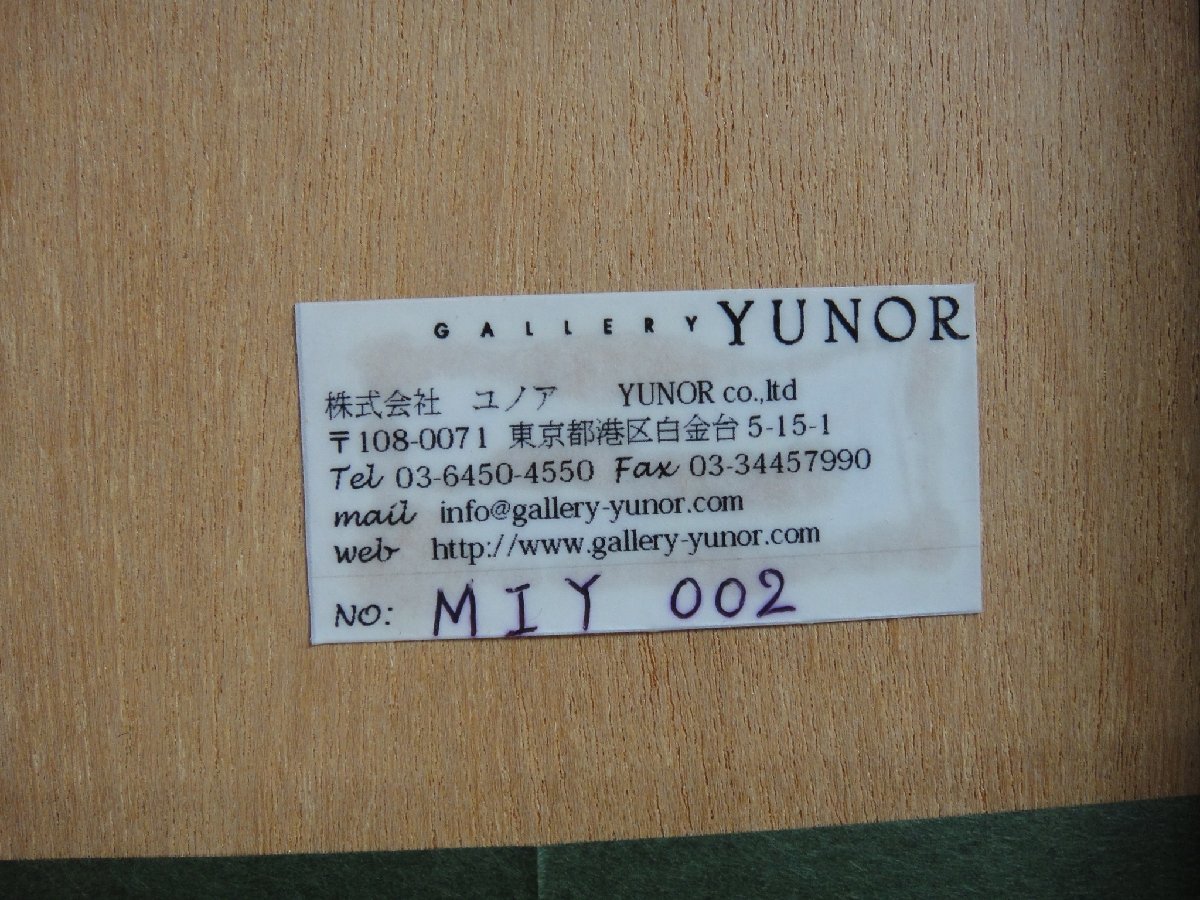 GALLERY YUNOR
株式会社 ユノア YUNOR co.,ltd
〒108-0071 東京都港区白金台5-15-1
Tel 03-6450-4550 Fax 03-34457990
mail info@gallery-yunor.com
web http://www.gallery-yunor.com
NO: MIY 002